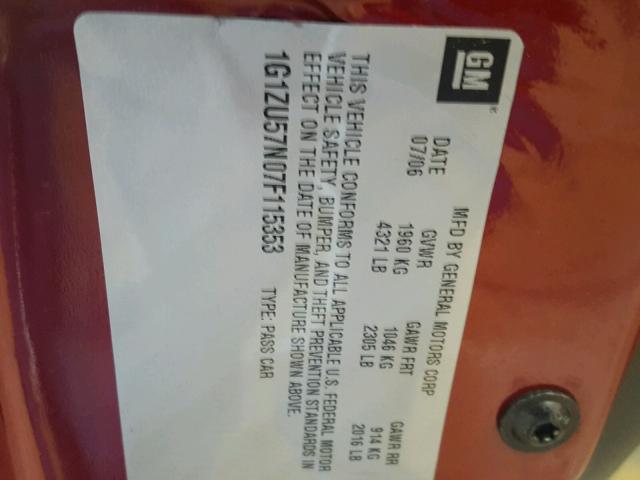 GM
MFD BY GENERAL MOTORS CORP
DATE GVWR GAWR FRT GAWR RR
07/06 1960 KG 1046 KG 914 KG
4321 LB 2305 LB 2016 LB
THIS VEHICLE CONFORMS TO ALL APPLICABLE U.S. FEDERAL MOTOR
VEHICLE SAFETY, BUMPER, AND THEFT PREVENTION STANDARDS IN
EFFECT ON THE DATE OF MANUFACTURE SHOWN ABOVE.
1G1ZU57N07F115353 TYPE: PASS CAR